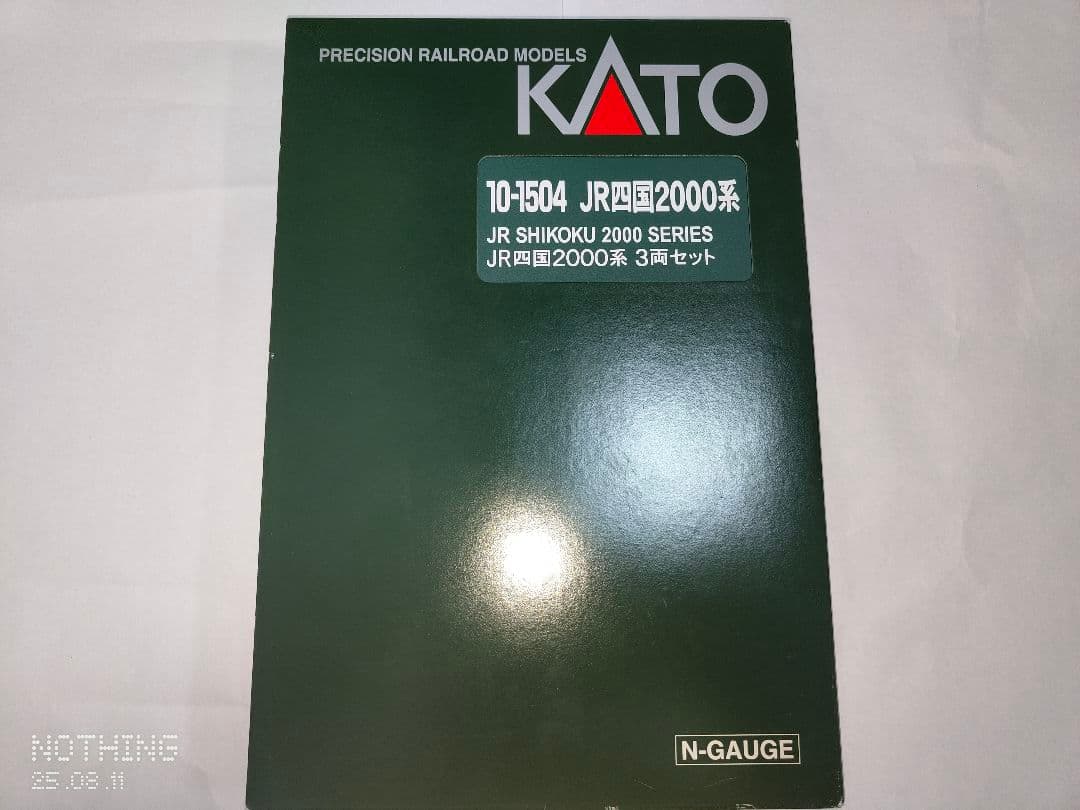 PRECISION RAILROAD MODELS
KATO
10-1504 JR四国2000系
JR SHIKOKU 2000 SERIES
JR四国2000系 3両セット
N-GAUGE
NOTHING
25.08.11